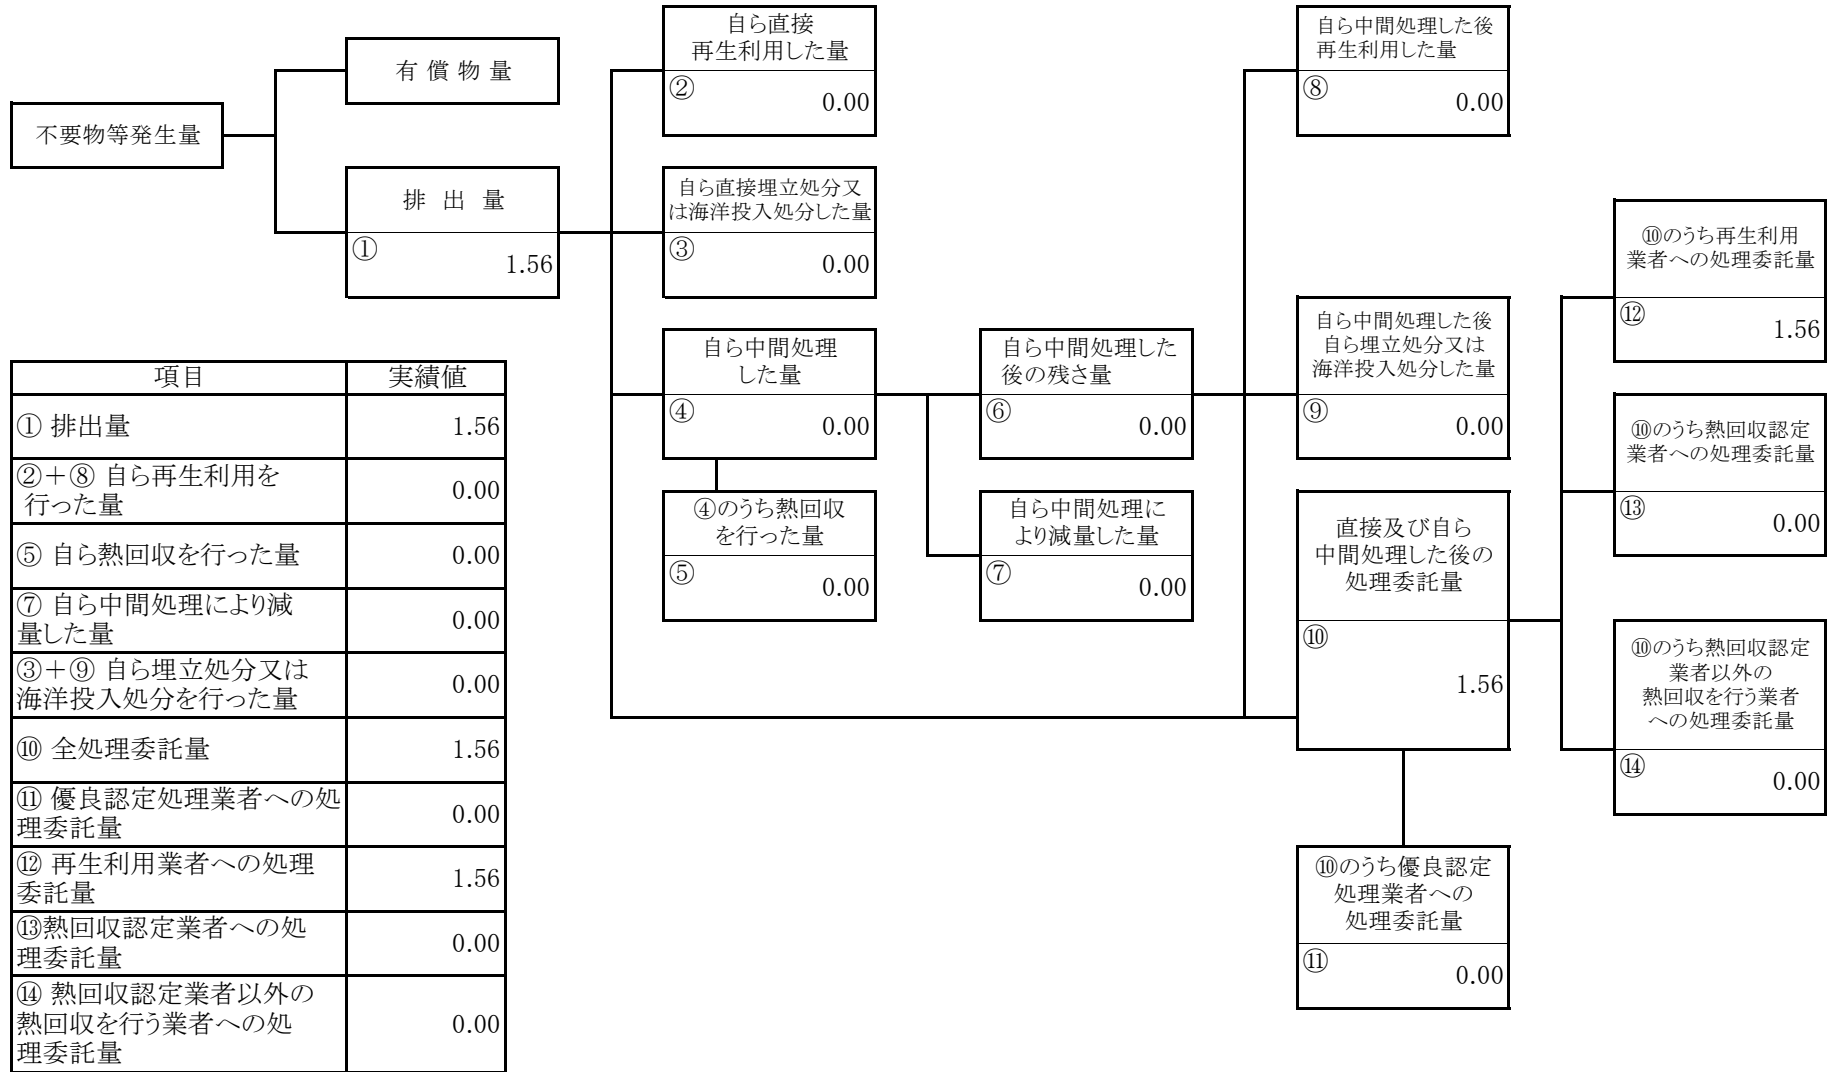 不要物等発生量
有 償 物 量
排 出 量
①
1.56
自ら直接
再生利用した量
②
0.00
自ら直接埋立処分又
は海洋投入処分した量
③
0.00
自ら中間処理
した量
④
0.00
④のうち熱回収
を行った量
⑤
0.00
自ら中間処理した
後の残さ量
⑥
0.00
自ら中間処理に
より減量した量
⑦
0.00
自ら中間処理した後
再生利用した量
⑧
0.00
自ら中間処理した後
自ら埋立処分又は
海洋投入処分した量
⑨
0.00
直接及び自ら
中間処理した後の
処理委託量
⑩
1.56
⑩のうち優良認定
処理業者への
処理委託量
⑪
0.00
⑩のうち再生利用
業者への処理委託量
⑫
1.56
⑩のうち熱回収認定
業者への処理委託量
⑬
0.00
⑩のうち熱回収認定
業者以外の
熱回収を行う業者
への処理委託量
⑭
0.00
項目 実績値
① 排出量 1.56
②+⑧ 自ら再生利用を
行った量 0.00
⑤ 自ら熱回収を行った量 0.00
⑦ 自ら中間処理により減
量した量 0.00
③+⑨ 自ら埋立処分又は
海洋投入処分を行った量 0.00
⑩ 全処理委託量 1.56
⑪ 優良認定処理業者への処
理委託量 0.00
⑫ 再生利用業者への処理
委託量 1.56
⑬熱回収認定業者への処
理委託量 0.00
⑭ 熱回収認定業者以外の
熱回収を行う業者への処
理委託量 0.00